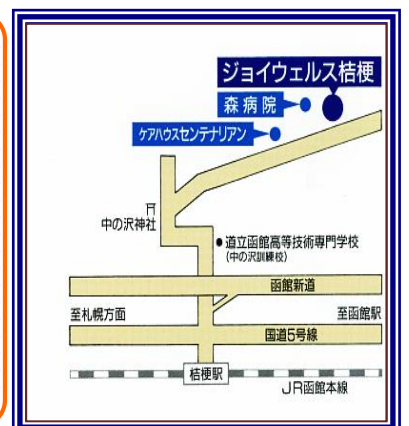 ジョイウェルス桔梗
森病院
ケアハウスセンテナリアン
中の沢神社
道立函館高等技術専門学校
(中の沢訓練校)
函館新道
至札幌方面
至函館駅
国道5号線
桔梗駅
JR函館本線